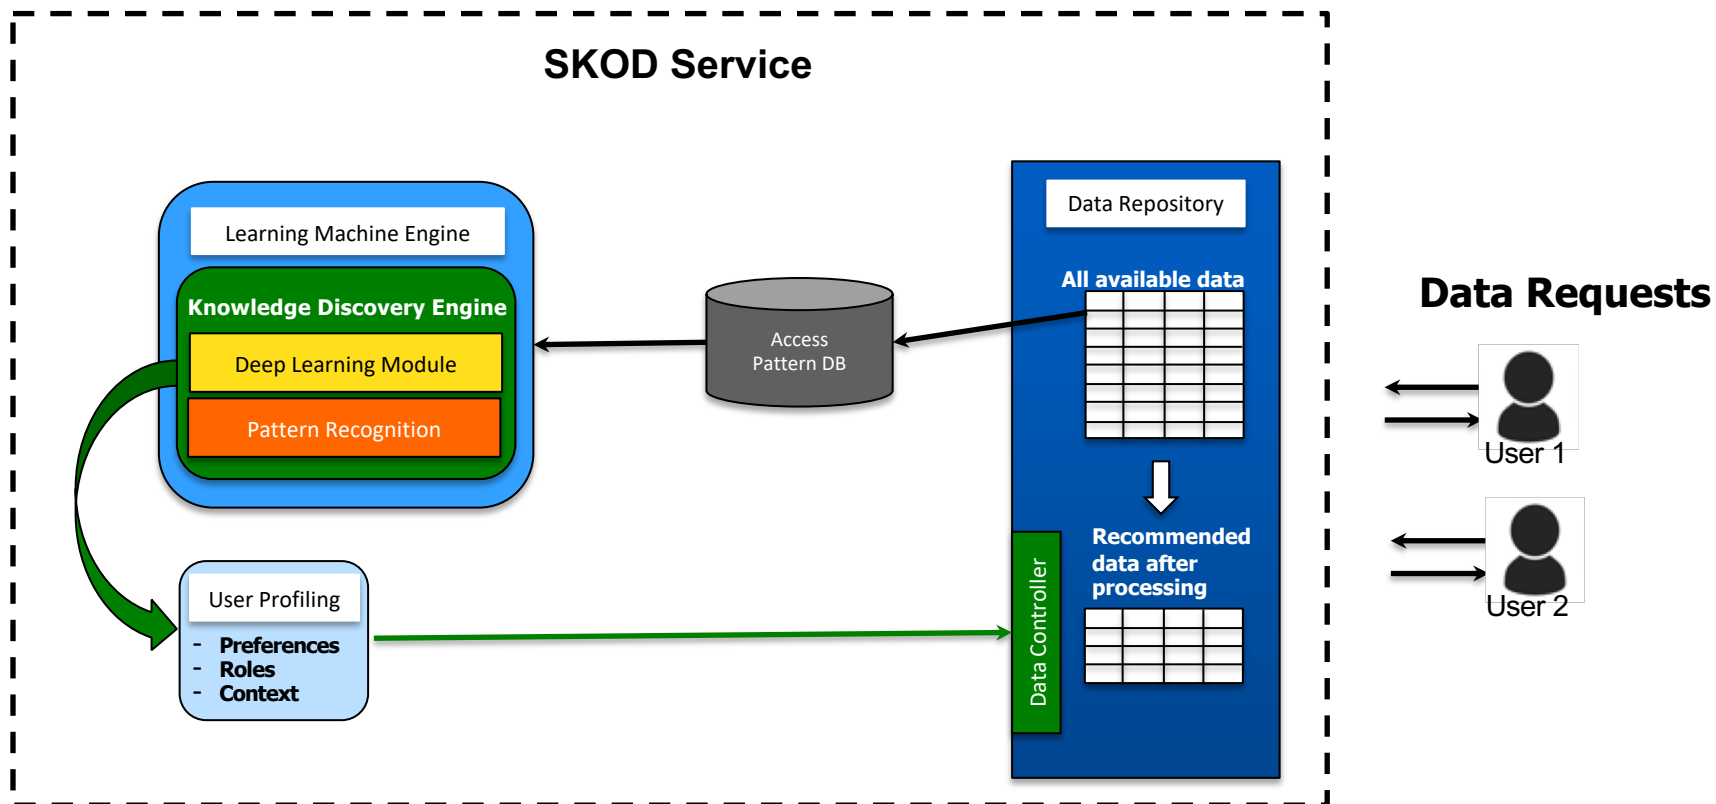 SKOD Service
Learning Machine Engine
Knowledge Discovery Engine
Deep Learning Module
Pattern Recognition
User Profiling
- Preferences
- Roles
- Context
Access
Pattern DB
Data Repository
All available data
Recommended
data after
processing
Data Controller
Data Requests
User 1
User 2